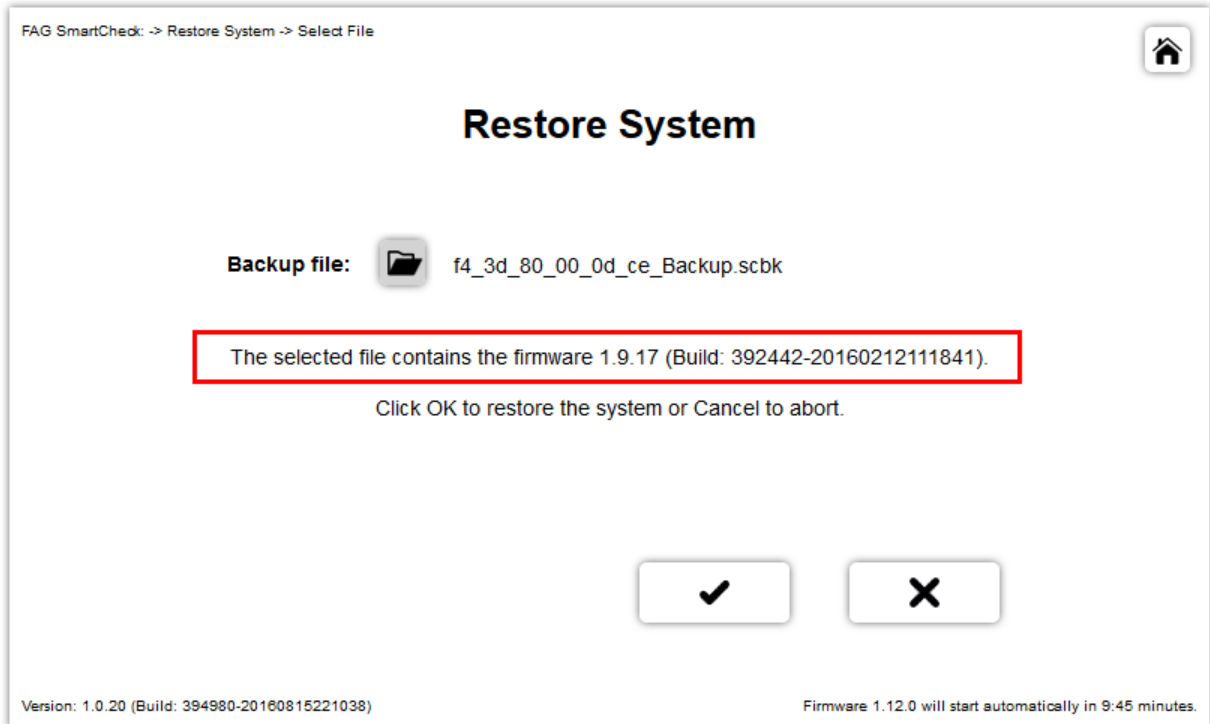 FAG SmartCheck: -> Restore System -> Select File
Restore System
Backup file: f4_3d_80_00_0d_ce_Backup.scbk
The selected file contains the firmware 1.9.17 (Build: 392442-20160212111841).
Click OK to restore the system or Cancel to abort.
Version: 1.0.20 (Build: 394980-20160815221038)
Firmware 1.12.0 will start automatically in 9:45 minutes.